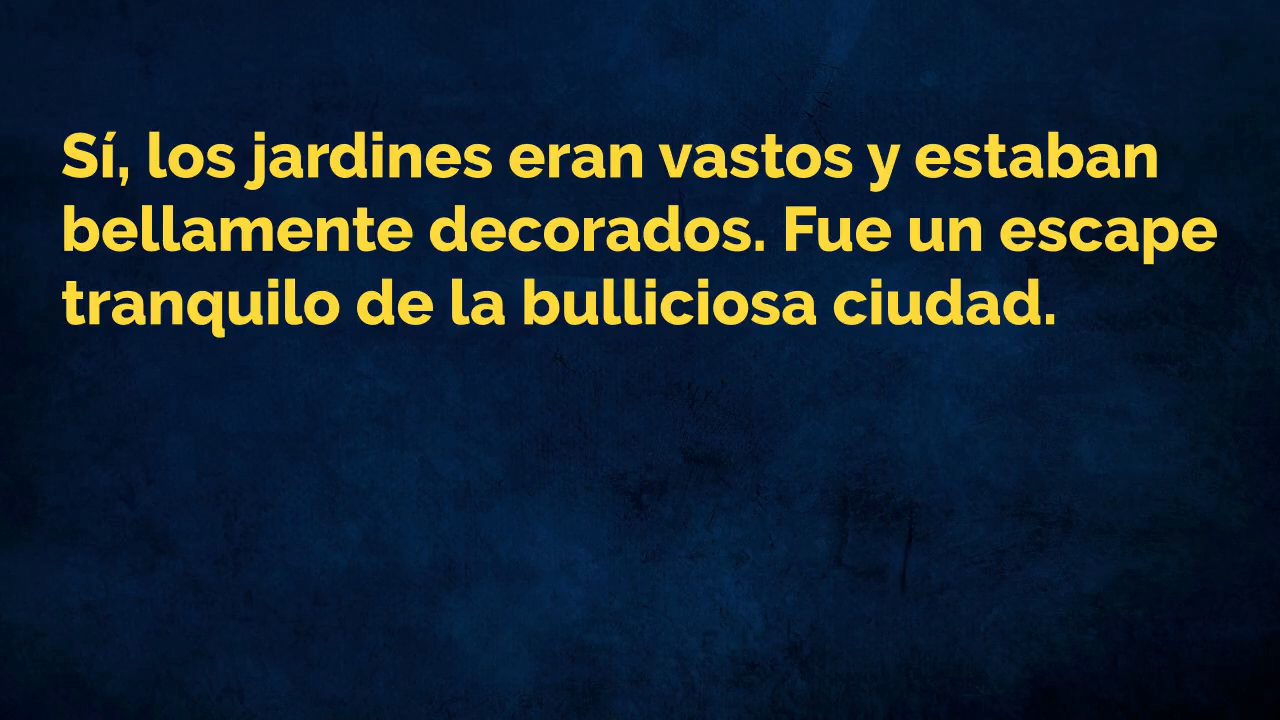 Sí, los jardines eran vastos y estaban
bellamente decorados. Fue un escape
tranquilo de la bulliciosa ciudad.